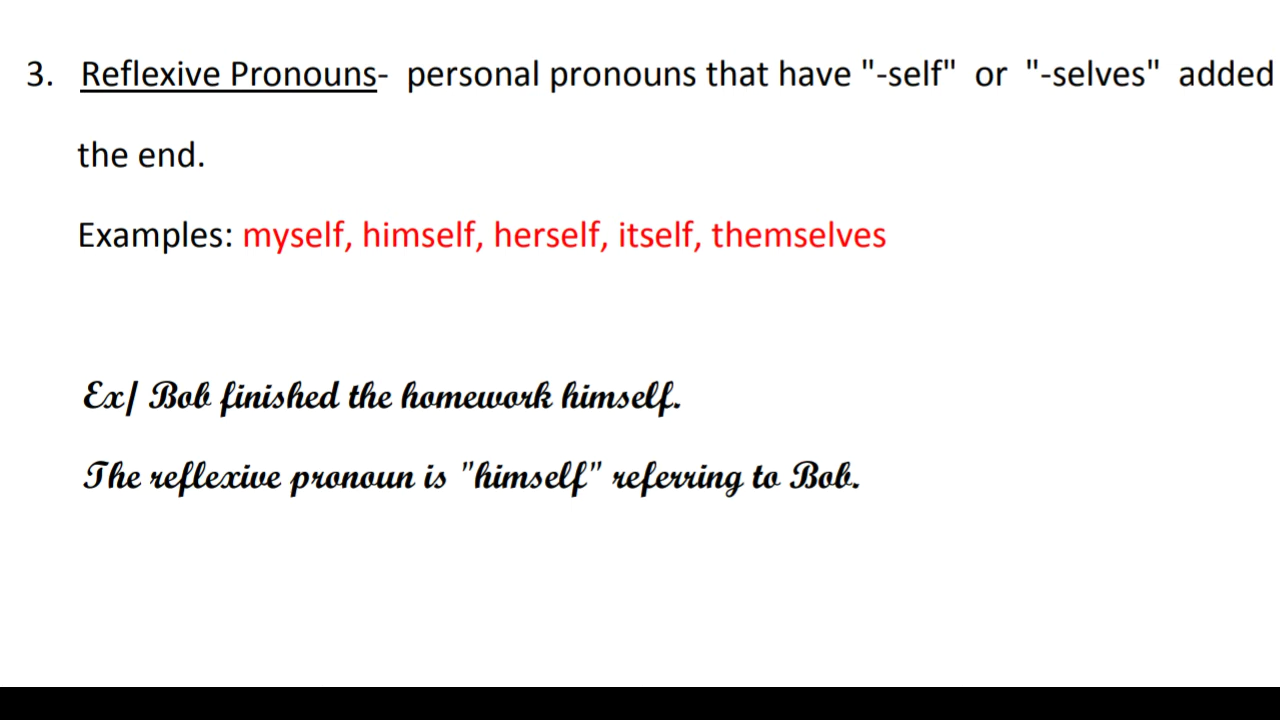 3. Reflexive Pronouns- personal pronouns that have "-self" or "-selves" added
the end.
Examples: myself, himself, herself, itself, themselves
Ex/ Bob finished the homework himself.
The reflexive pronoun is "himself" referring to Bob.